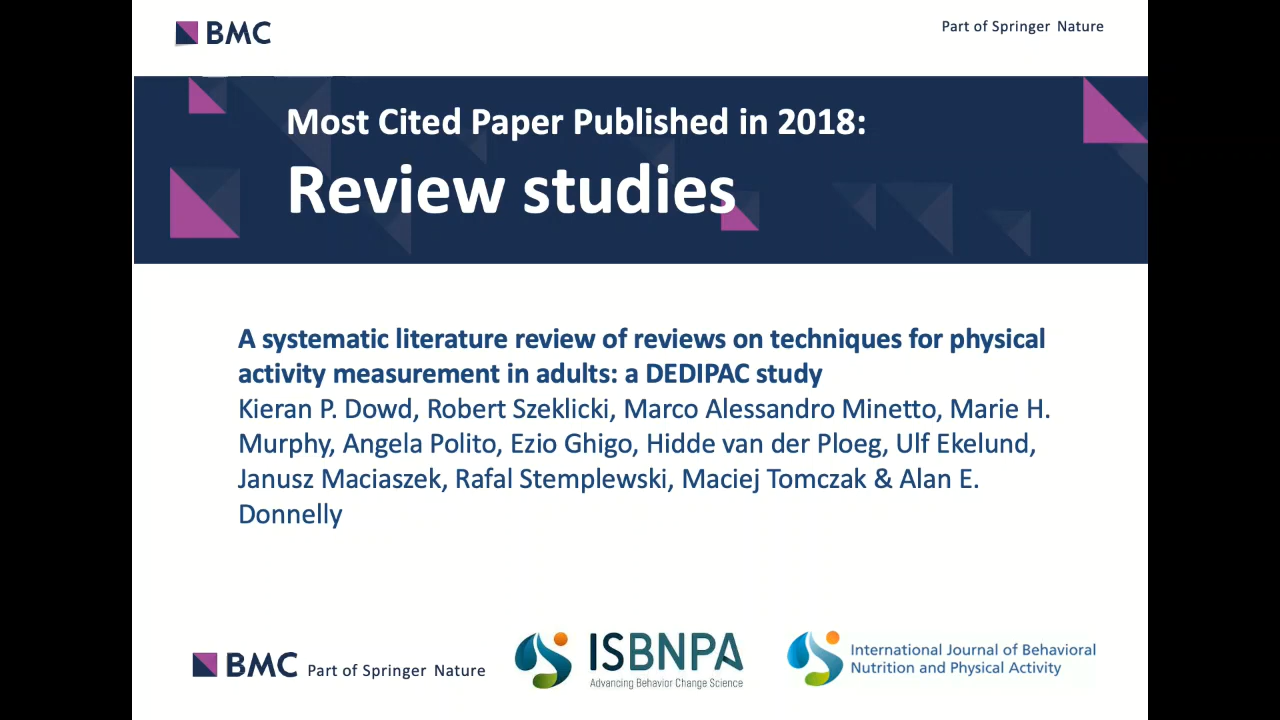 BMC
Part of Springer Nature
Most Cited Paper Published in 2018:
Review studies
A systematic literature review of reviews on techniques for physical
activity measurement in adults: a DEDIPAC study
Kieran P. Dowd, Robert Szeklicki, Marco Alessandro Minetto, Marie H.
Murphy, Angela Polito, Ezio Ghigo, Hidde van der Ploeg, Ulf Ekelund,
Janusz Maciaszek, Rafal Stemplewski, Maciej Tomczak & Alan E.
Donnelly
BMC Part of Springer Nature
ISBNPA
Advancing Behavior Change Science
International Journal of Behavioral
Nutrition and Physical Activity